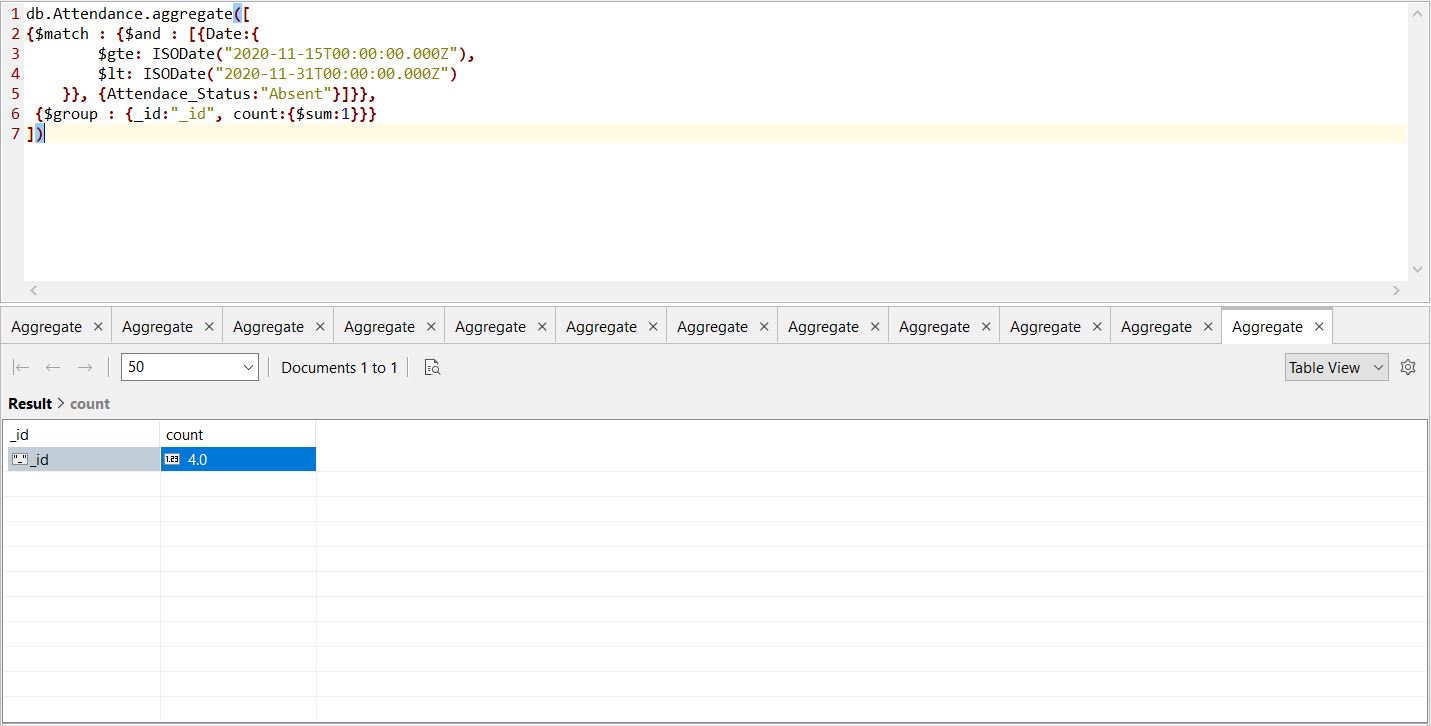 1 db.Attendance.aggregate([
2 {$match : {$and : [{Date:{
3 $gte: ISODate("2020-11-15T00:00:00.000Z"),
4 $lt: ISODate("2020-11-31T00:00:00.000Z")
5 }}, {Attendace_Status:"Absent"}]}},
6 {$group : {_id:"_id", count:{$sum:1}}}
7 ])
Aggregate × Aggregate × Aggregate × Aggregate × Aggregate × Aggregate × Aggregate × Aggregate × Aggregate × Aggregate × Aggregate × Aggregate ×
50 Documents 1 to 1 Table View
Result > count
_id count
"_" _id 1.23 4.0